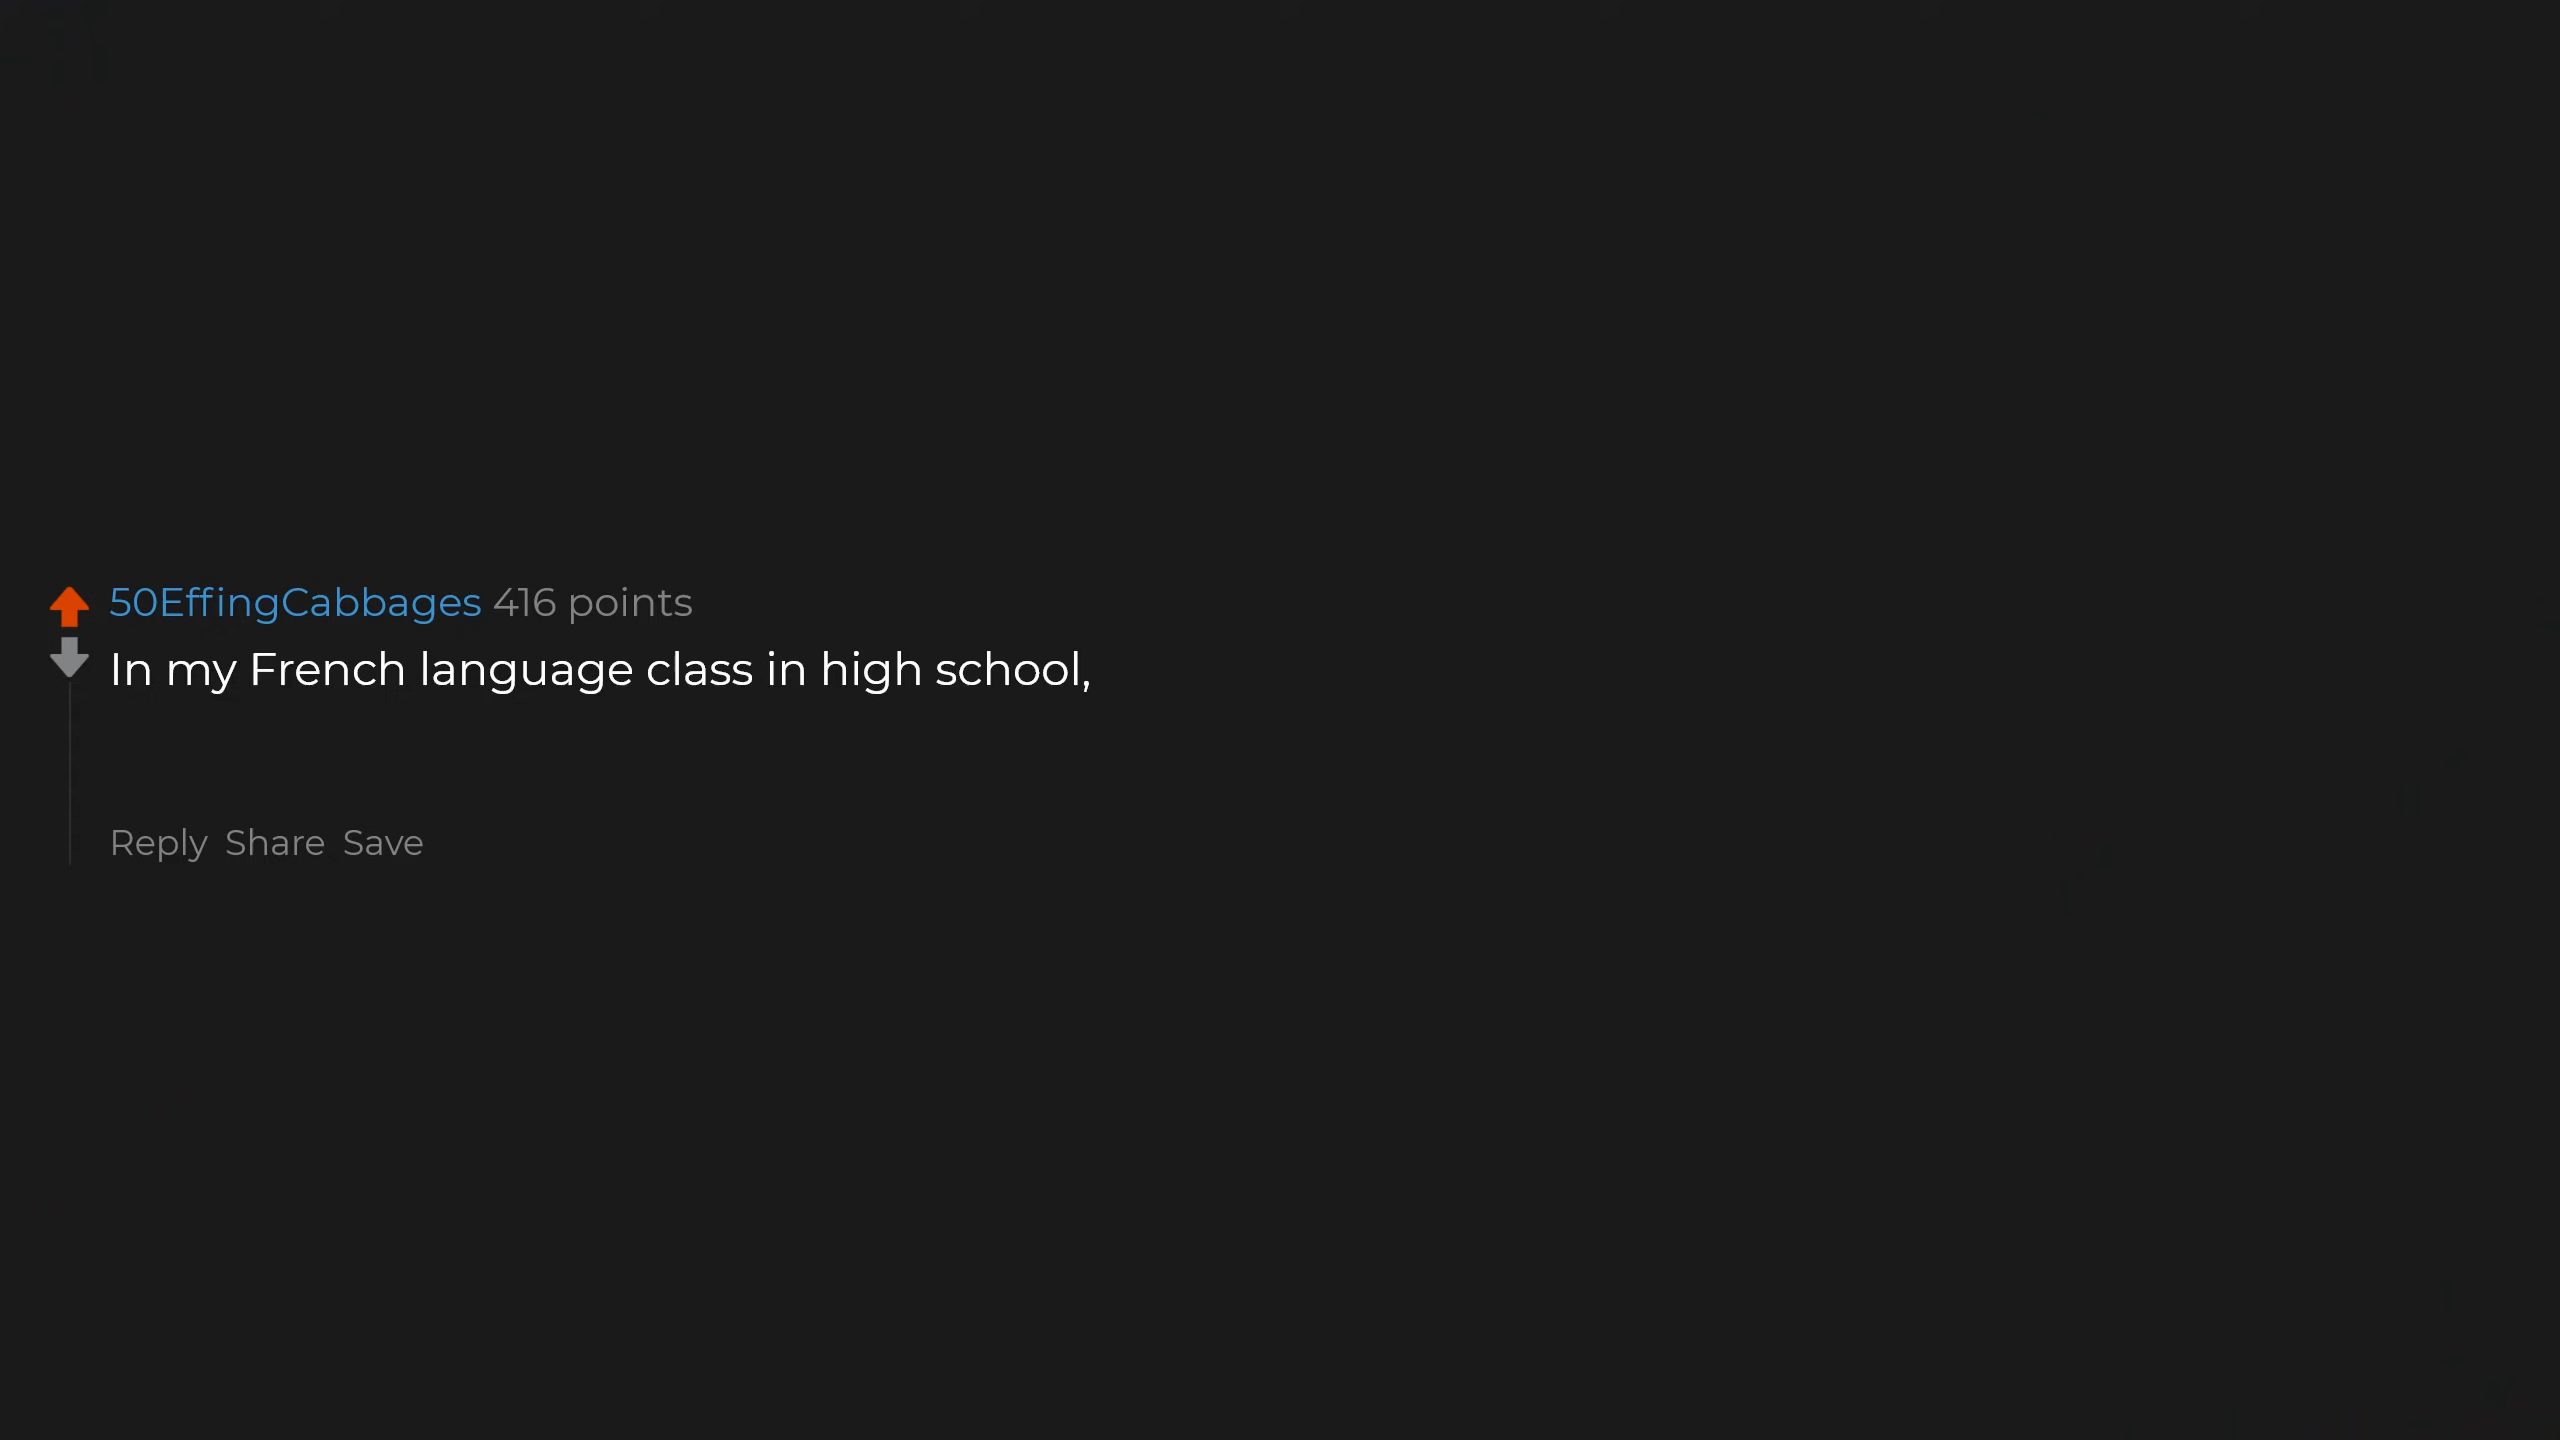 50EffingCabbages 416 points
In my French language class in high school,
Reply Share Save